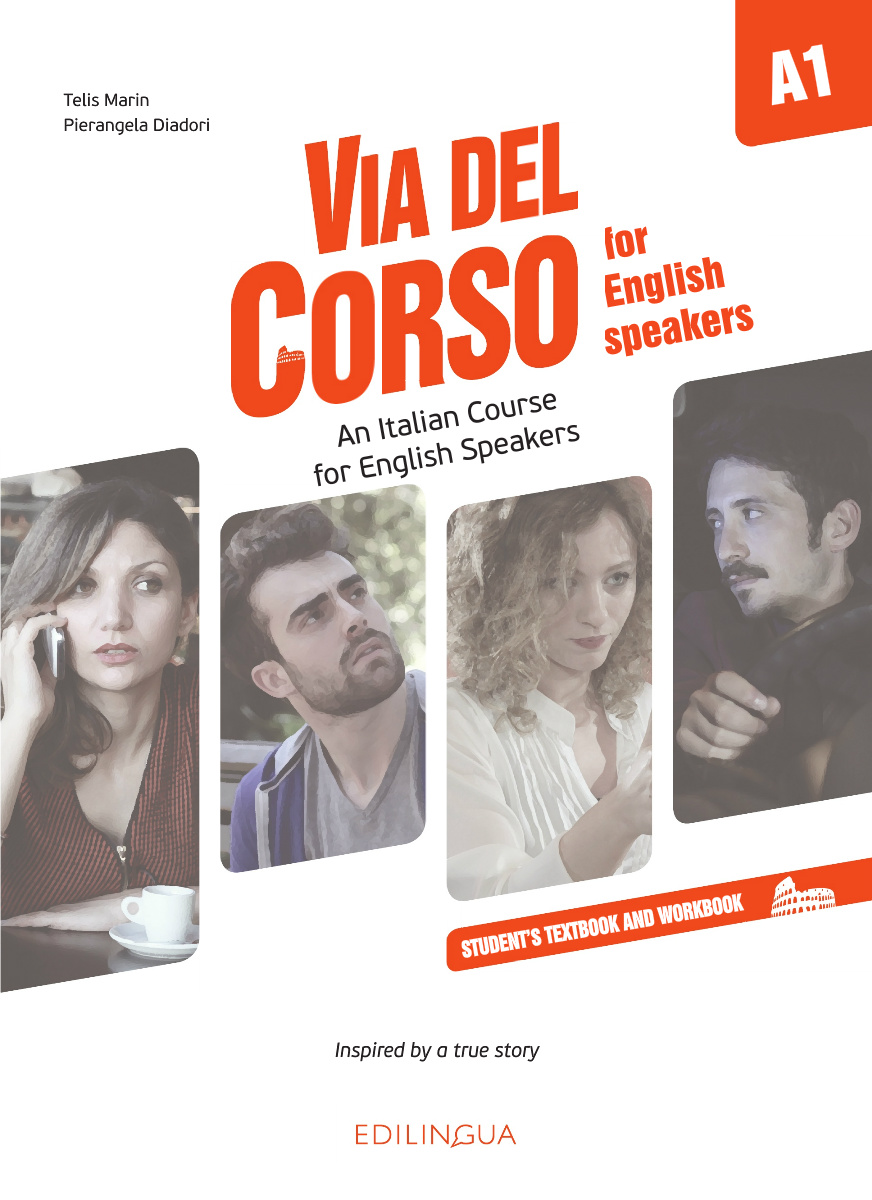 Telis Marin
Pierangela Diadori
A1
VIA DEL
CORSO
for
English
speakers
An Italian Course
for English Speakers
STUDENT'S TEXTBOOK AND WORKBOOK
Inspired by a true story
EDILINGUA